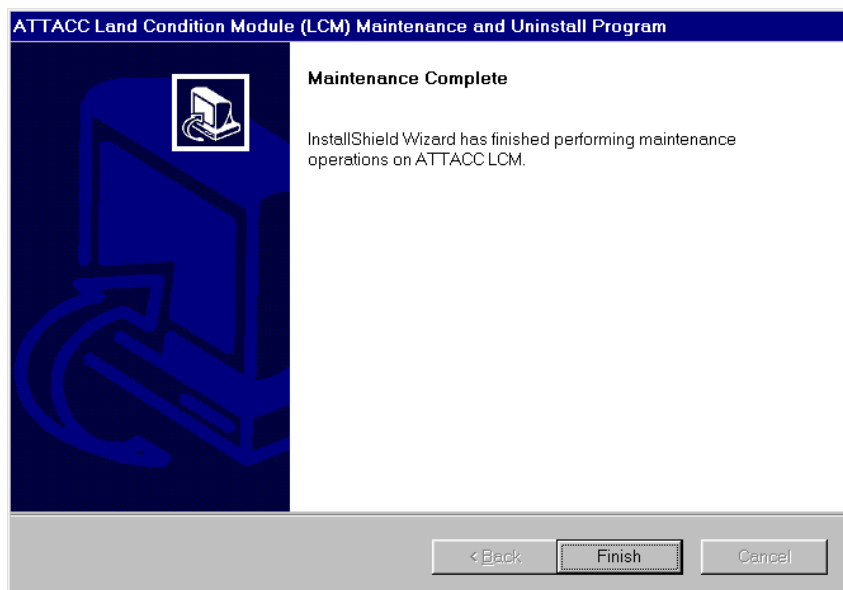 ATTACC Land Condition Module (LCM) Maintenance and Uninstall Program
Maintenance Complete
InstallShield Wizard has finished performing maintenance
operations on ATTACC LCM.
< Back Finish Cancel